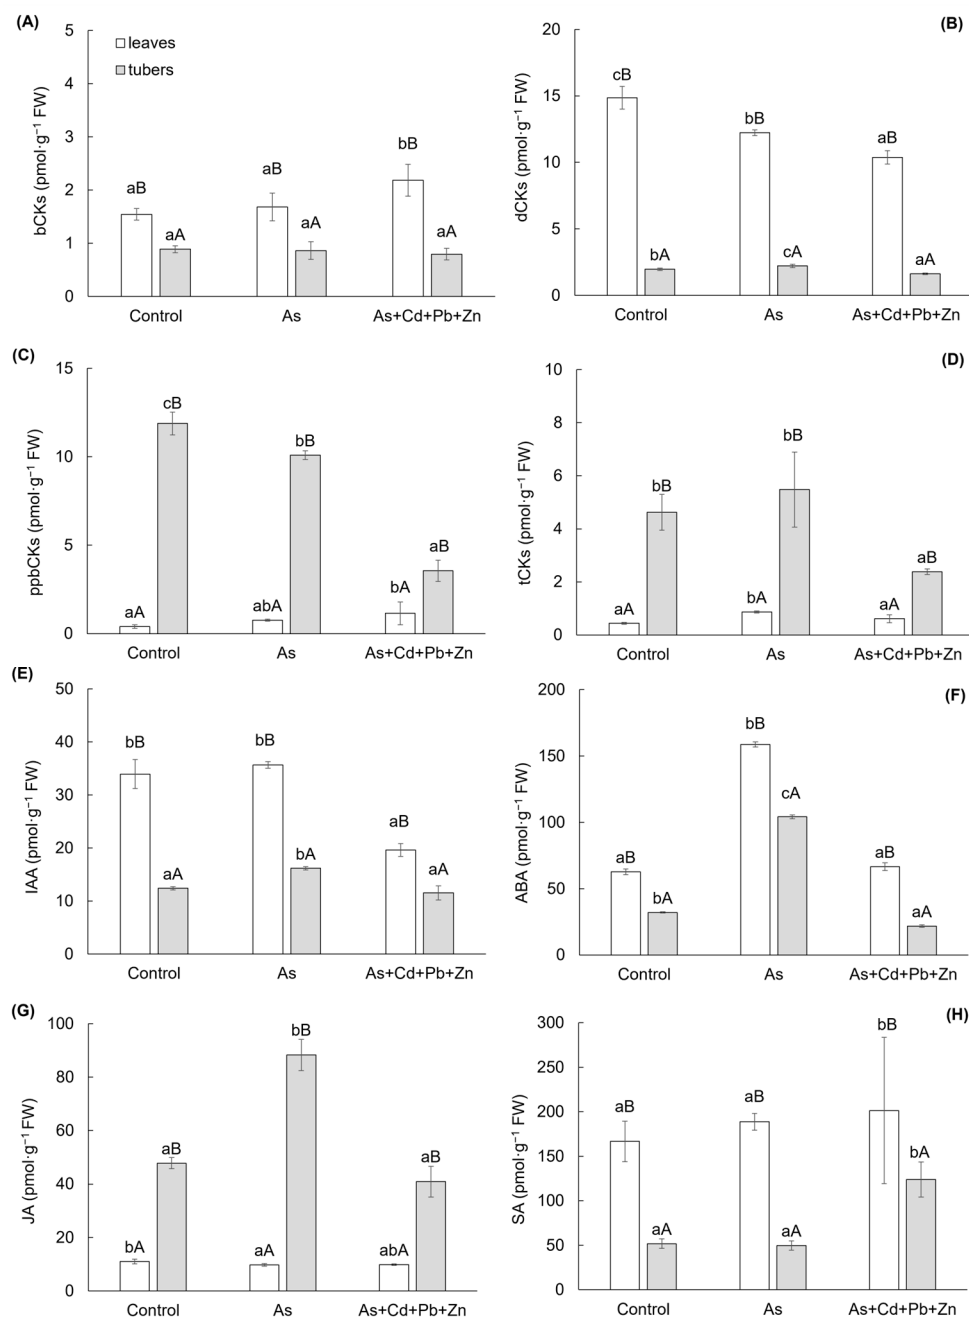 (A)
bCKs (pmol·g⁻¹ FW)
5
4
3
2
1
0
leaves
tubers
aB
aA
aB
aA
bB
aA
Control
As
As+Cd+Pb+Zn
(B)
dCKs (pmol·g⁻¹ FW)
20
15
10
5
0
cB
bA
bB
cA
aB
aA
Control
As
As+Cd+Pb+Zn
(C)
ppbCKs (pmol·g⁻¹ FW)
15
10
5
0
aA
cB
abA
bB
bA
aB
Control
As
As+Cd+Pb+Zn
(D)
tCKs (pmol·g⁻¹ FW)
10
8
6
4
2
0
aA
bB
bA
bB
aA
aB
Control
As
As+Cd+Pb+Zn
(E)
IAA (pmol·g⁻¹ FW)
50
40
30
20
10
0
bB
aA
bB
bA
aB
aA
Control
As
As+Cd+Pb+Zn
(F)
ABA (pmol·g⁻¹ FW)
200
150
100
50
0
aB
bA
bB
cA
aB
aA
Control
As
As+Cd+Pb+Zn
(G)
JA (pmol·g⁻¹ FW)
100
80
60
40
20
0
bA
aB
aA
bB
abA
aB
Control
As
As+Cd+Pb+Zn
(H)
SA (pmol·g⁻¹ FW)
300
250
200
150
100
50
0
aB
aA
aB
aA
bB
bA
Control
As
As+Cd+Pb+Zn